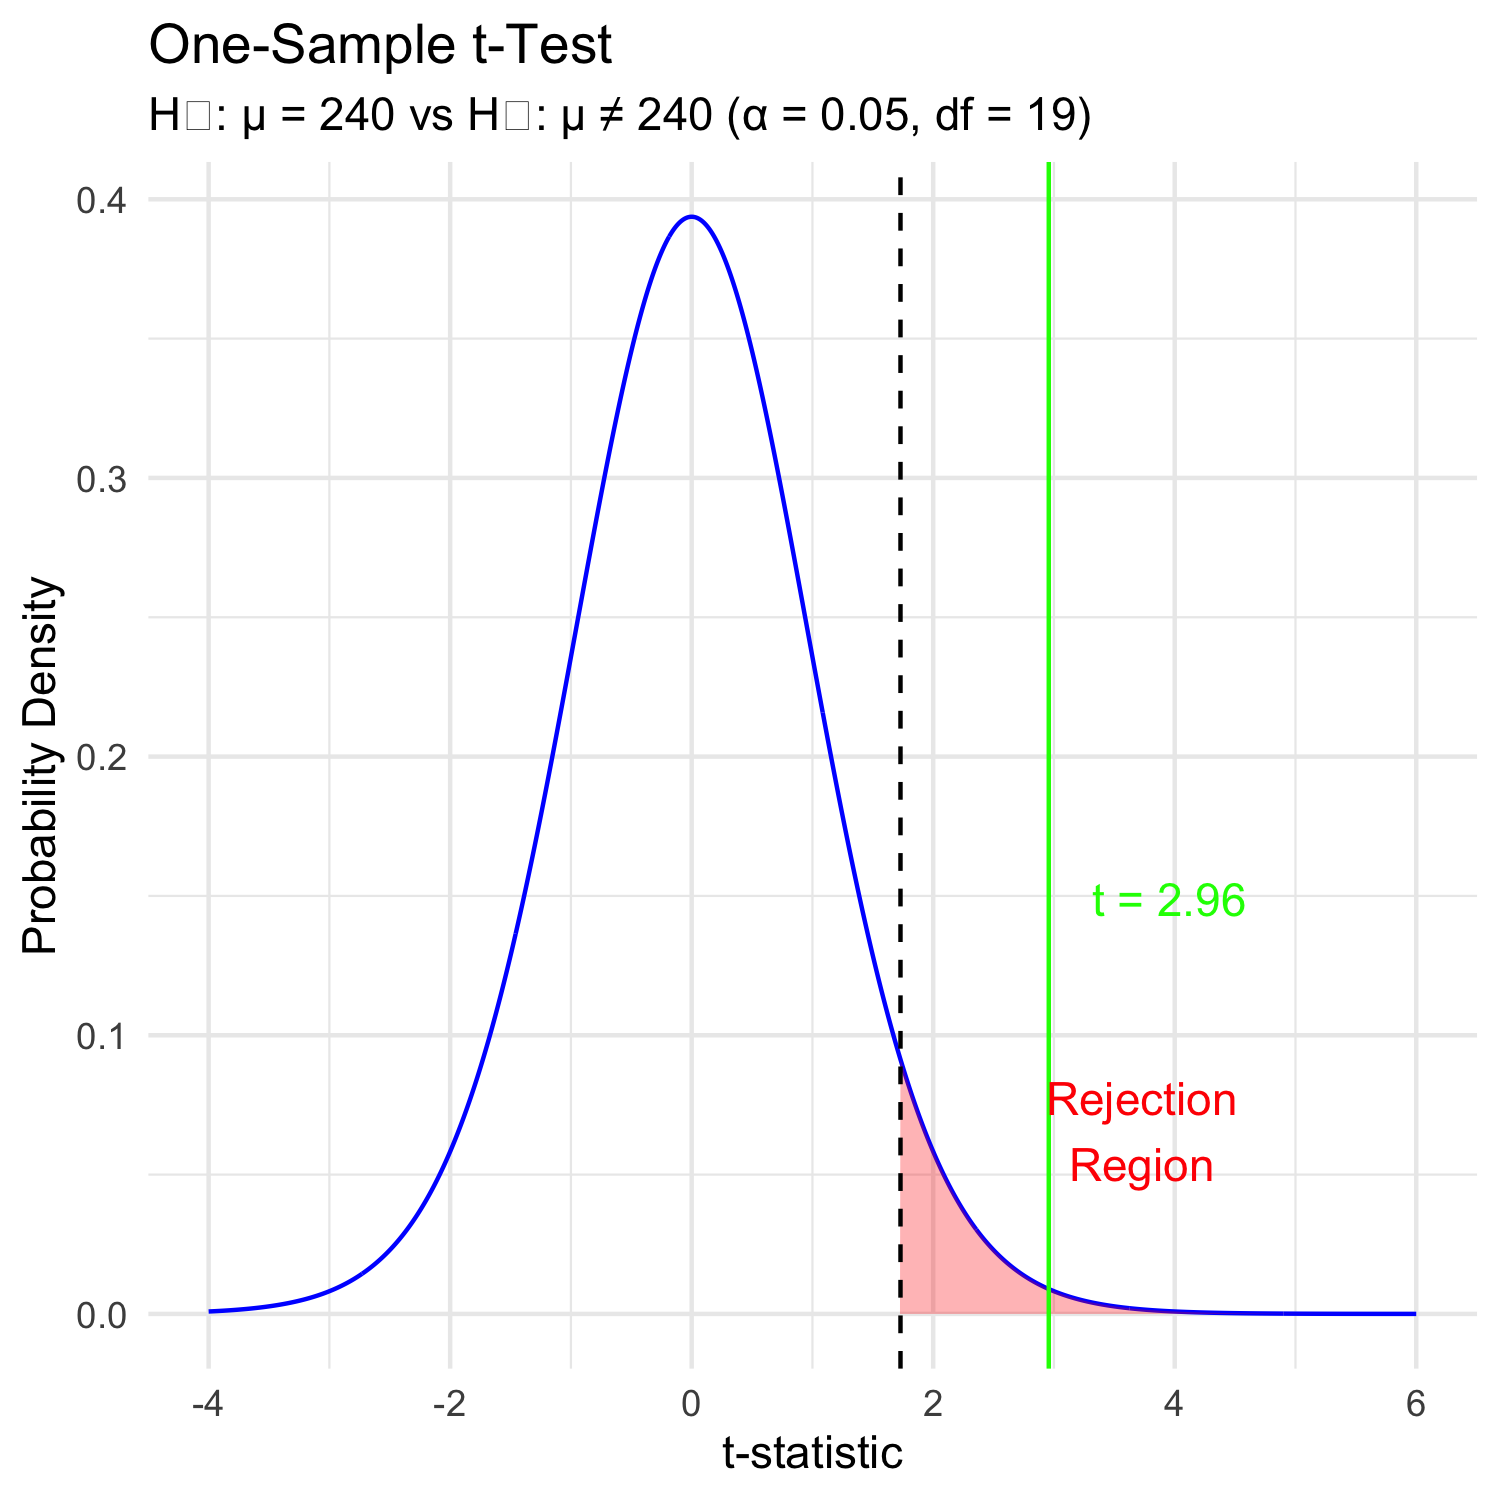 One-Sample t-Test
H□: μ = 240 vs H□: μ ≠ 240 (α = 0.05, df = 19)
0.4
0.3
0.2
0.1
0.0
Probability Density
t = 2.96
Rejection
Region
-4
-2
0
2
4
6
t-statistic